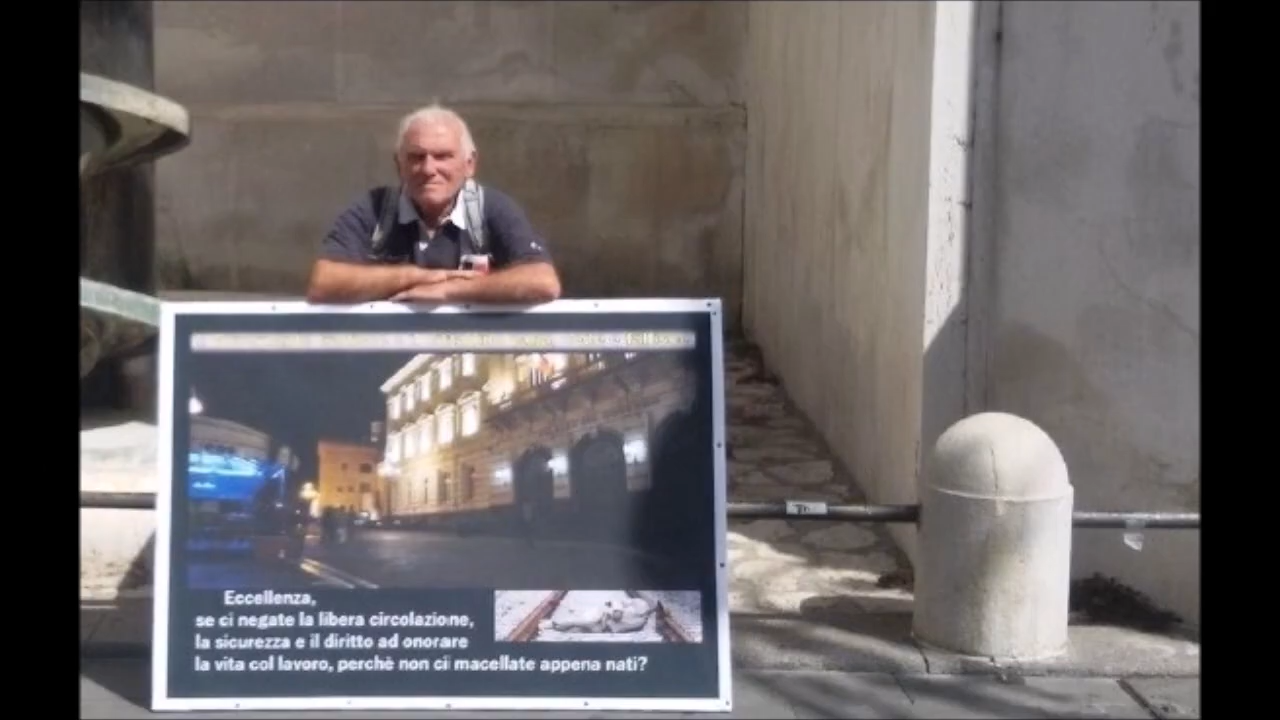 Eccellenza,
se ci negate la libera circolazione,
la sicurezza e il diritto ad onorare
la vita col lavoro, perchè non ci macellate appena nati?